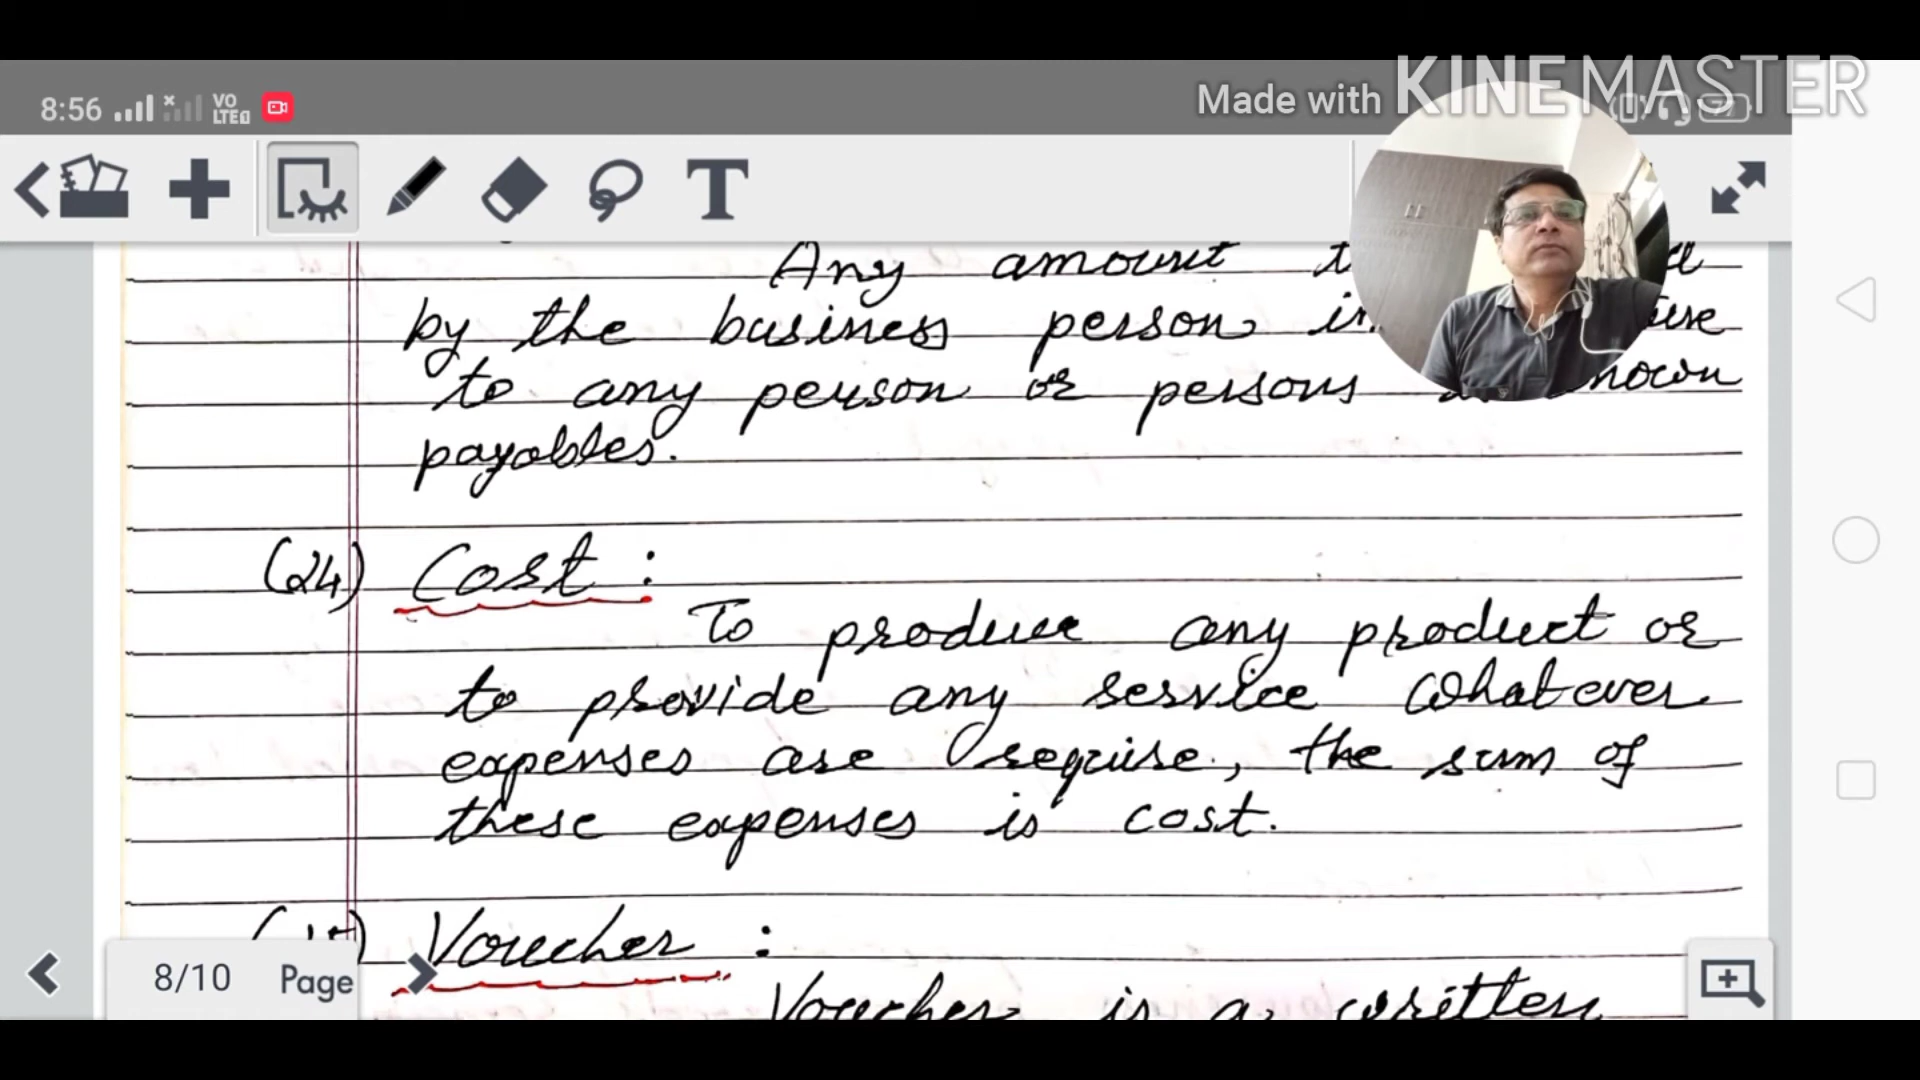 Made with KINEMASTER
8:56 VO LTE
T
Any amount
by the business person
to any person or persons
payables.
(24) Cost :
To produce any product or
to provide any service whatever
expenses are require, the sum of
these expenses is cost.
Voucher :
8/10 Page
Voucher is a written